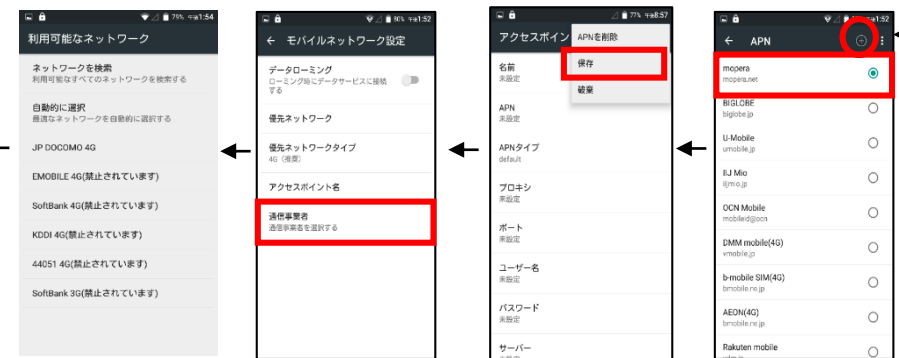 79% 午後1:54
利用可能なネットワーク
ネットワークを検索
利用可能なすべてのネットワークを検索する
自動的に選択
最適なネットワークを自動的に選択する
JP DOCOMO 4G
EMOBILE 4G(禁止されています)
SoftBank 4G(禁止されています)
KDDI 4G(禁止されています)
44051 4G(禁止されています)
SoftBank 3G(禁止されています)
80% 午後1:52
モバイルネットワーク設定
データローミング
ローミング時にデータサービスに接続
する
優先ネットワーク
優先ネットワークタイプ
4G（推奨）
アクセスポイント名
通信事業者
通信事業者を選択する
77% 午後8:57
アクセスポイン
APNを削除
保存
破棄
名前
未設定
APN
未設定
APNタイプ
default
プロキシ
未設定
ポート
未設定
ユーザー名
未設定
パスワード
未設定
サーバー
午後1:52
APN
mopera
mopera.net
BIGLOBE
biglobe.jp
U-Mobile
umobile.jp
IIJ Mio
iijmio.jp
OCN Mobile
mobileid@ocn
DMM mobile(4G)
vmobile.jp
b-mobile SIM(4G)
bmobile.ne.jp
AEON(4G)
bmobile.ne.jp
Rakuten mobile